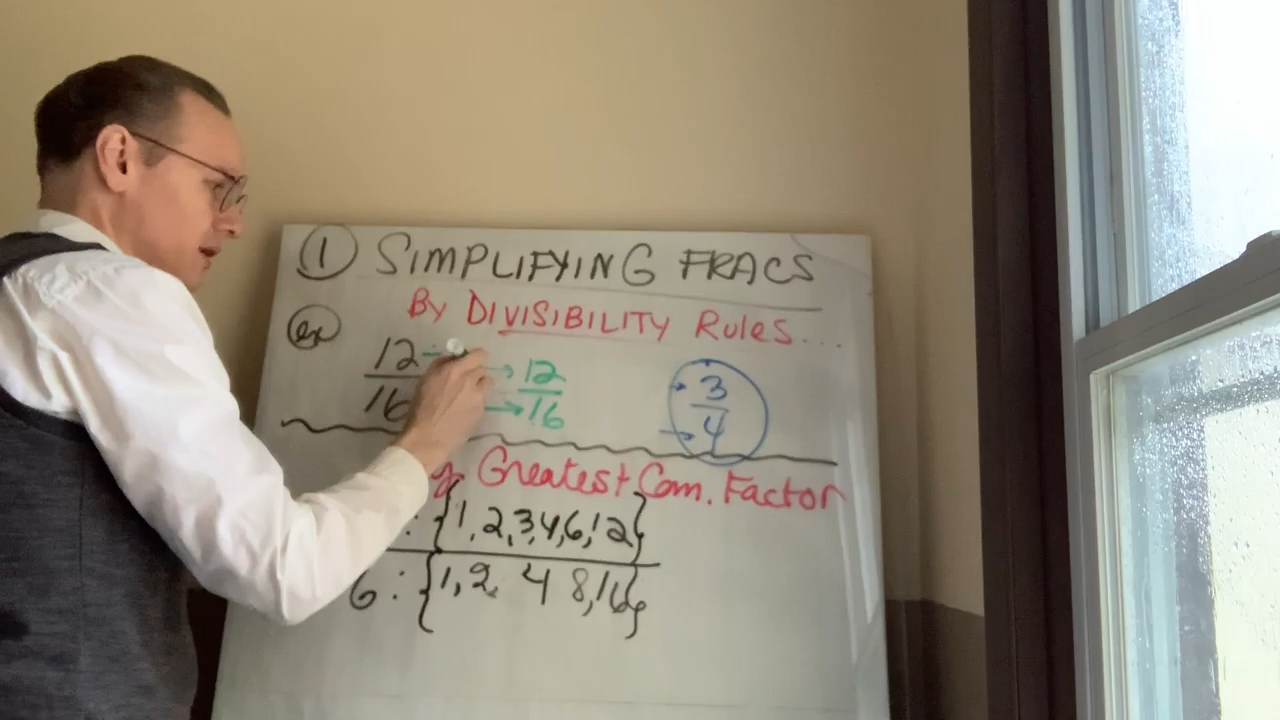 ① SIMPLIFYING FRACS
By DIVISIBILITY RULES...
ex
12 ÷ → 12
16 → 16
→ 3
→ 4
Greatest Com. Factor
: {1,2,3,4,6,12}
6 : {1,2, 4 8,16}